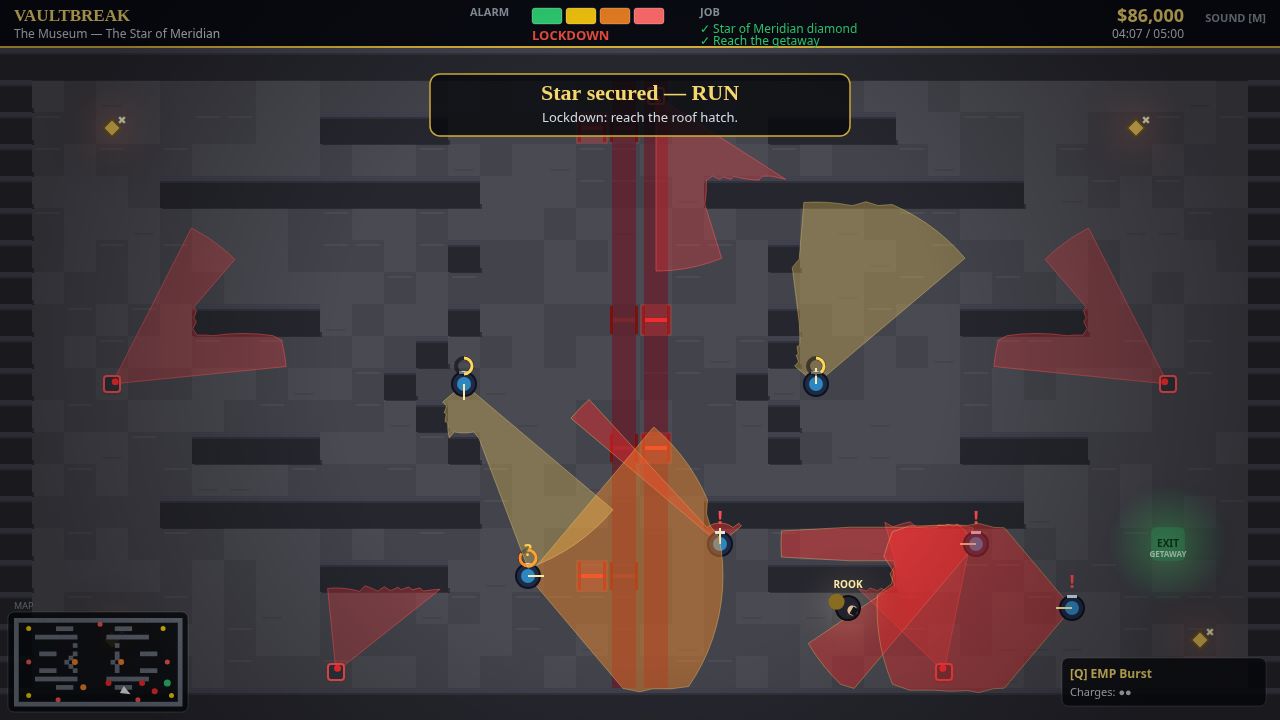 VAULTBREAK
The Museum — The Star of Meridian
ALARM
LOCKDOWN
JOB
✓ Star of Meridian diamond
✓ Reach the getaway
$86,000
04:07 / 05:00
SOUND [M]
Star secured — RUN
Lockdown: reach the roof hatch.
!
!
?
EXIT
GETAWAY
!
ROOK
MAP
[Q] EMP Burst
Charges: ●●